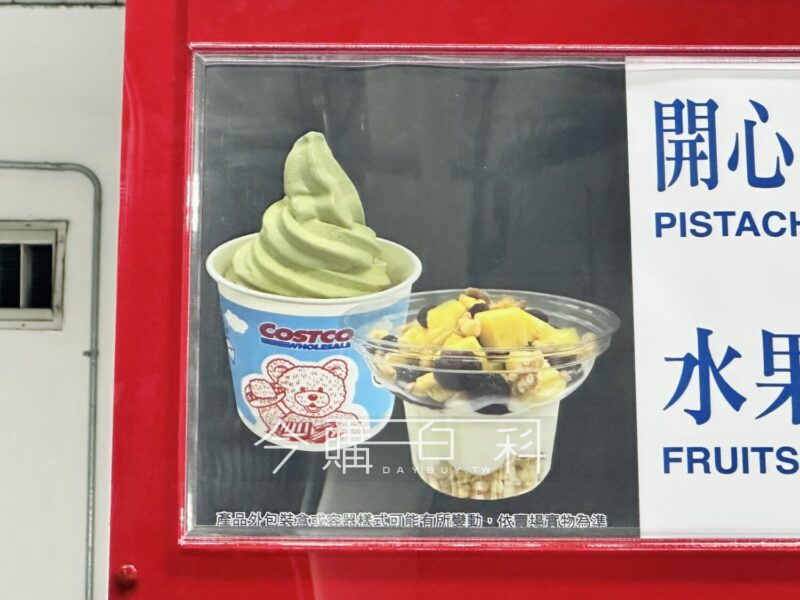 開心
PISTACH
水果
FRUITS
COSTCO
WHOLESALE
今購百科
DAYBUY.TW
產品外包裝盒或容器樣式可能有所變動，依賣場實物為準